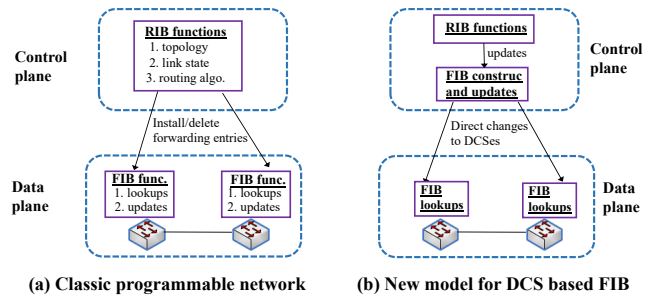 RIB functions
1. topology
2. link state
3. routing algo.
Control
plane
Install/delete
forwarding entries
Data
plane
FIB func.
1. lookups
2. updates
FIB func.
1. lookups
2. updates
(a) Classic programmable network
RIB functions
updates
FIB construc
and updates
Control
plane
Direct changes
to DCSes
FIB
lookups
FIB
lookups
Data
plane
(b) New model for DCS based FIB